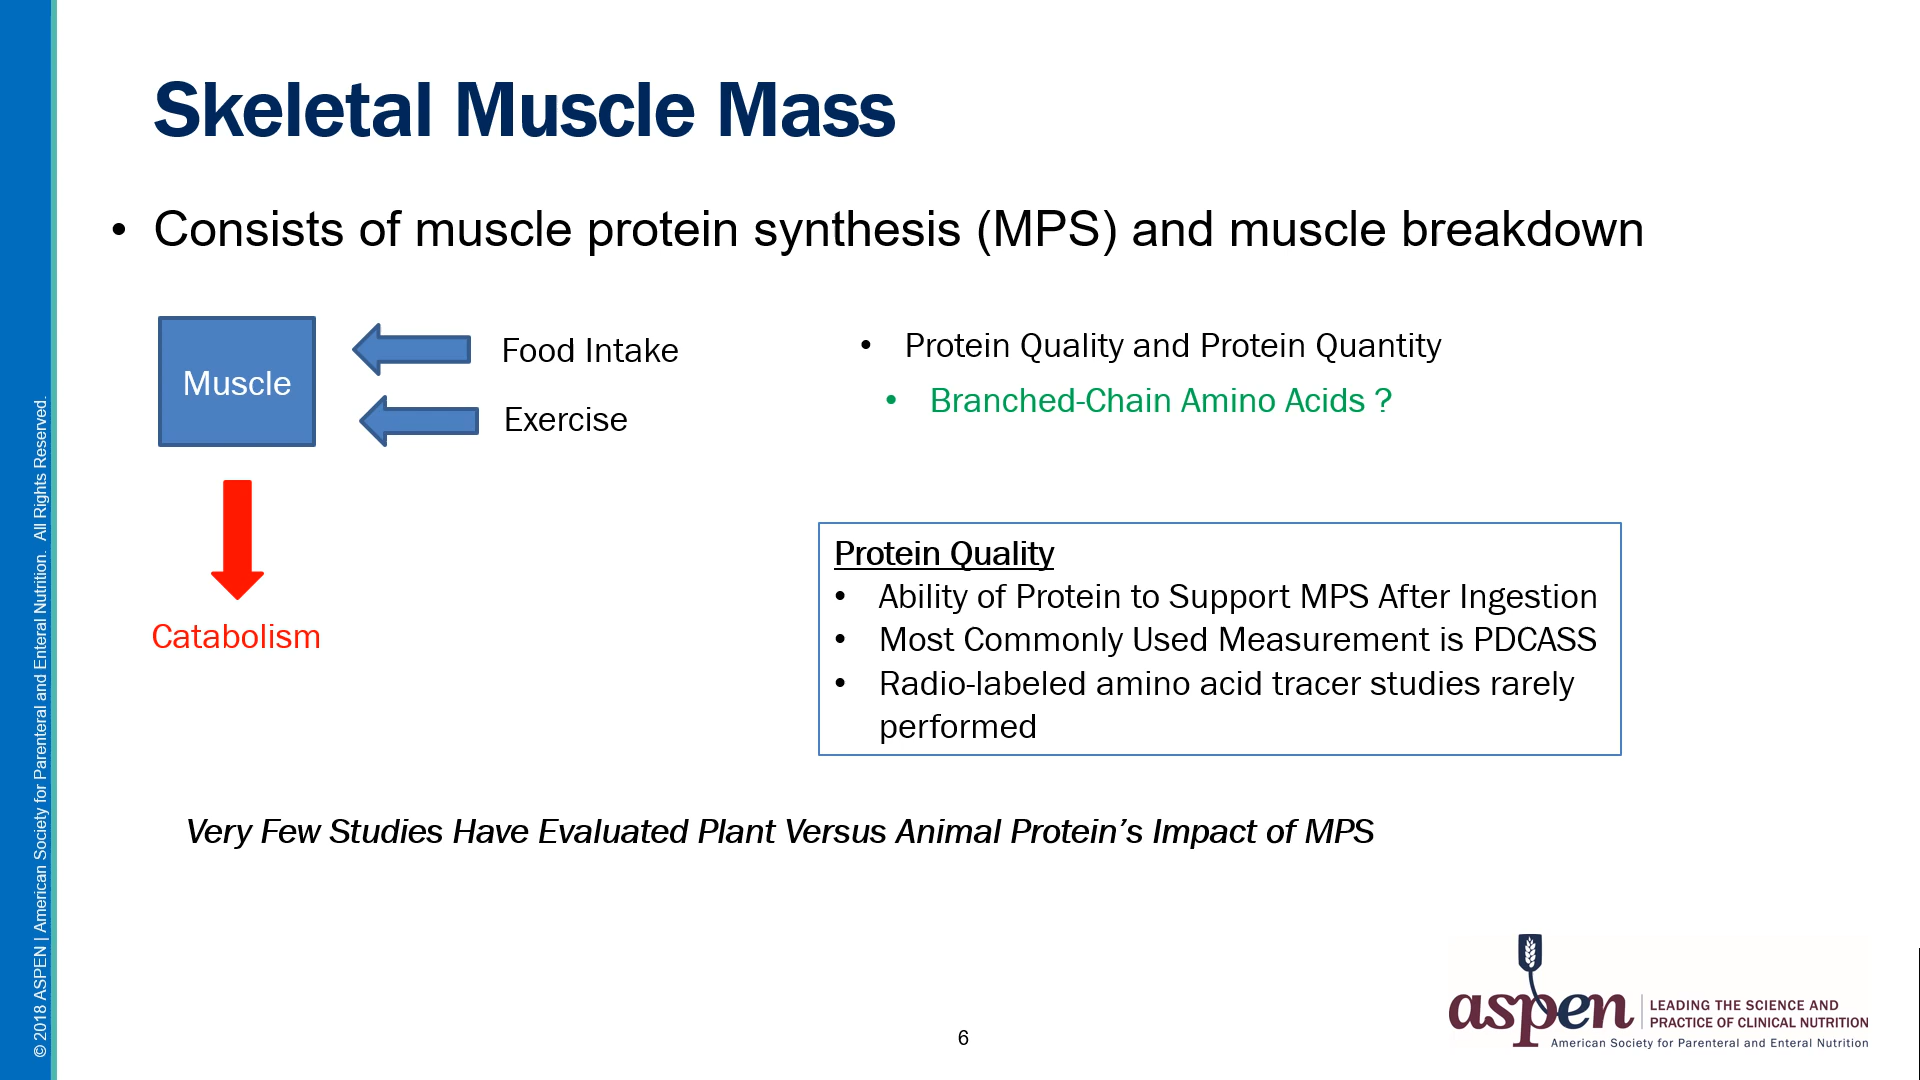 Skeletal Muscle Mass
• Consists of muscle protein synthesis (MPS) and muscle breakdown
Muscle
Food Intake
Exercise
Catabolism
• Protein Quality and Protein Quantity
• Branched-Chain Amino Acids ?
Protein Quality
• Ability of Protein to Support MPS After Ingestion
• Most Commonly Used Measurement is PDCASS
• Radio-labeled amino acid tracer studies rarely
performed
Very Few Studies Have Evaluated Plant Versus Animal Protein’s Impact of MPS
© 2018 ASPEN | American Society for Parenteral and Enteral Nutrition. All Rights Reserved.
6
aspen
LEADING THE SCIENCE AND
PRACTICE OF CLINICAL NUTRITION
American Society for Parenteral and Enteral Nutrition